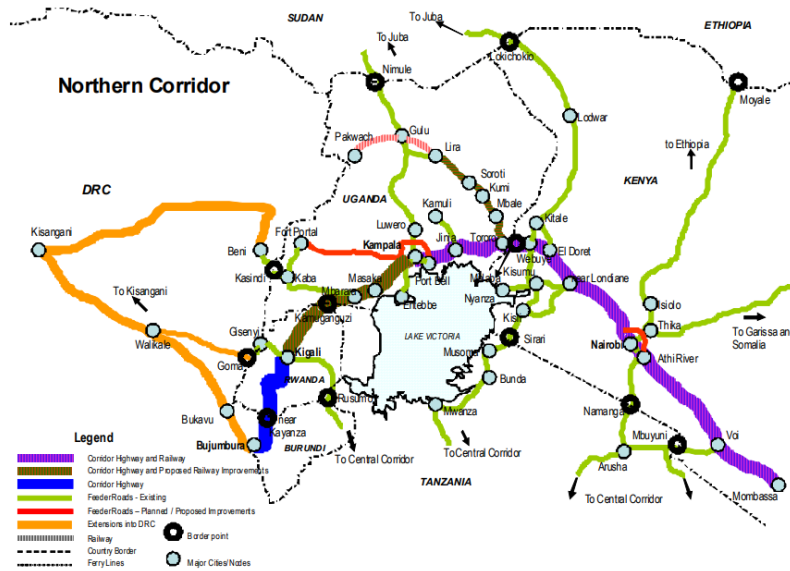 SUDAN
To Juba
To Juba
ETHIOPIA
Lokichokio
Nimule
Northern Corridor
Moyale
Lodwar
Gulu
Pakwach
Lira
to Ethiopia
Soroti
DRC
Kumi
KENYA
UGANDA
Kamuli
Mbale
Kisangani
Luwero
Kitale
Fort Portal
Kampala
Jinja
Tororo
El Doret
Beni
Webuye
Kasindi
Kaba
Masaka
Port Bell
Malaba
Kisumu
near Londiane
To Kisangani
Mbarara
Entebbe
Nyanza
Isiolo
Kamuganguzi
Kisii
Thika
Gisenyi
LAKE VICTORIA
Sirari
To Garissa and
Somalia
Walikale
Kigali
Musoma
Nairobi
Goma
Athi River
RWANDA
Bunda
Rusumo
Mwanza
Namanga
Bukavu
near
Kayanza
Mbuyuni
Voi
Legend
Bujumbura
BURUNDI
To Central Corridor
To Central Corridor
Arusha
TANZANIA
Mombassa
To Central Corridor
Corridor Highway and Railway
Corridor Highway and Proposed Railway Improvements
Corridor Highway
Feeder Roads - Existing
Feeder Roads – Planned / Proposed Improvements
Extensions into DRC
Railway
Border point
Country Border
Ferry Lines
Major Cities/Nodes